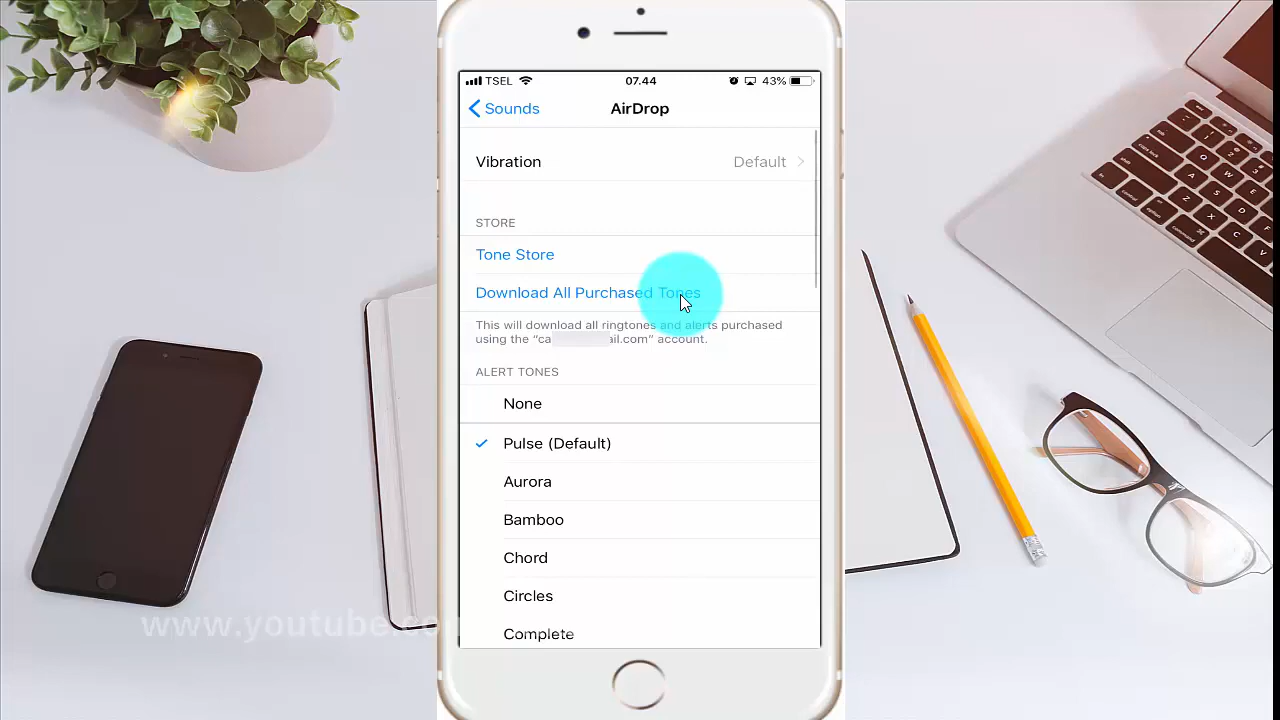 TSEL 07.44 43%
Sounds AirDrop
Vibration Default
STORE
Tone Store
Download All Purchased Tones
This will download all ringtones and alerts purchased
using the “ca ail.com” account.
ALERT TONES
None
Pulse (Default)
Aurora
Bamboo
Chord
Circles
www.youtube.co
Complete